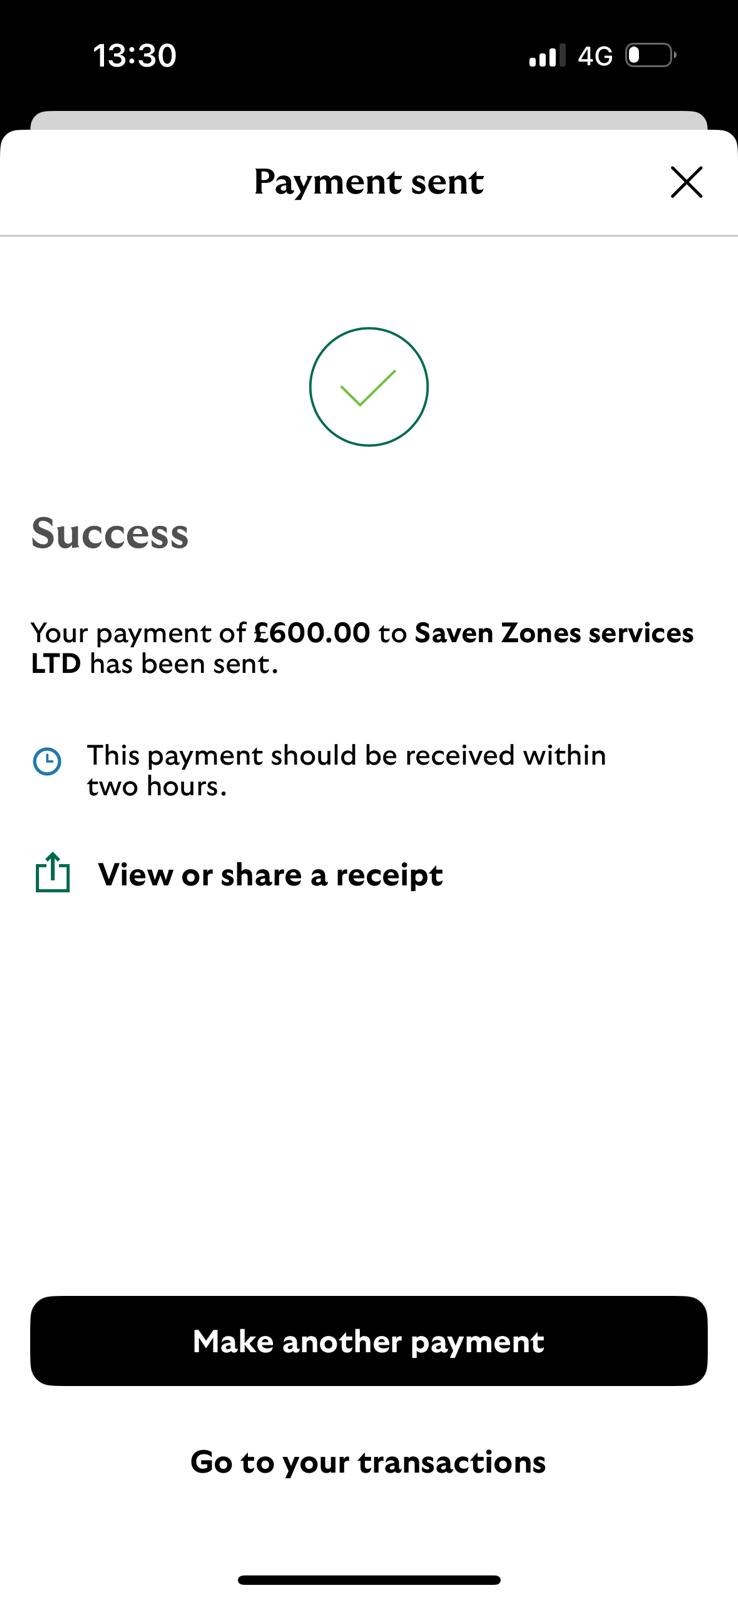 13:30
4G
Payment sent
Success
Your payment of £600.00 to Saven Zones services
LTD has been sent.
This payment should be received within
two hours.
View or share a receipt
Make another payment
Go to your transactions